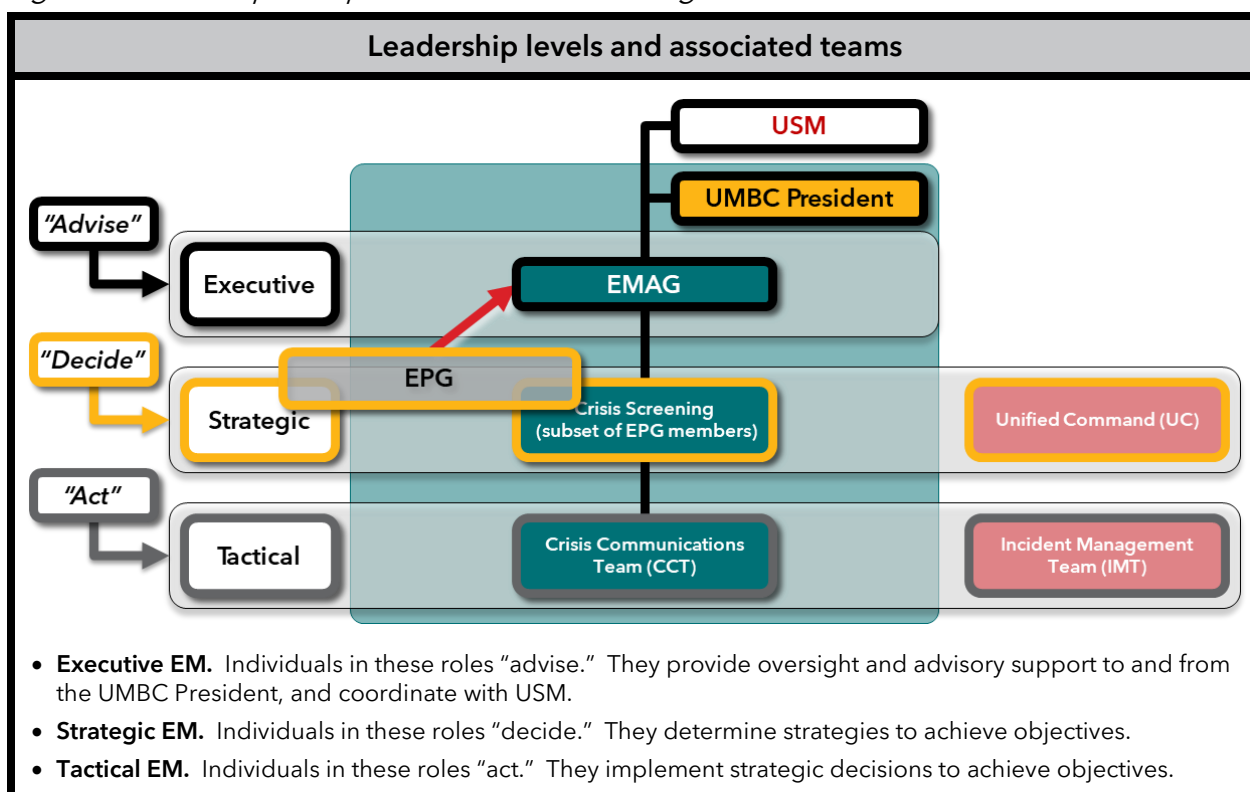 Leadership levels and associated teams
USM
UMBC President
"Advise"
Executive
EMAG
"Decide"
EPG
Strategic
Crisis Screening
(subset of EPG members)
Unified Command (UC)
"Act"
Tactical
Crisis Communications
Team (CCT)
Incident Management
Team (IMT)
• Executive EM. Individuals in these roles “advise.” They provide oversight and advisory support to and from
the UMBC President, and coordinate with USM.
• Strategic EM. Individuals in these roles “decide.” They determine strategies to achieve objectives.
• Tactical EM. Individuals in these roles “act.” They implement strategic decisions to achieve objectives.